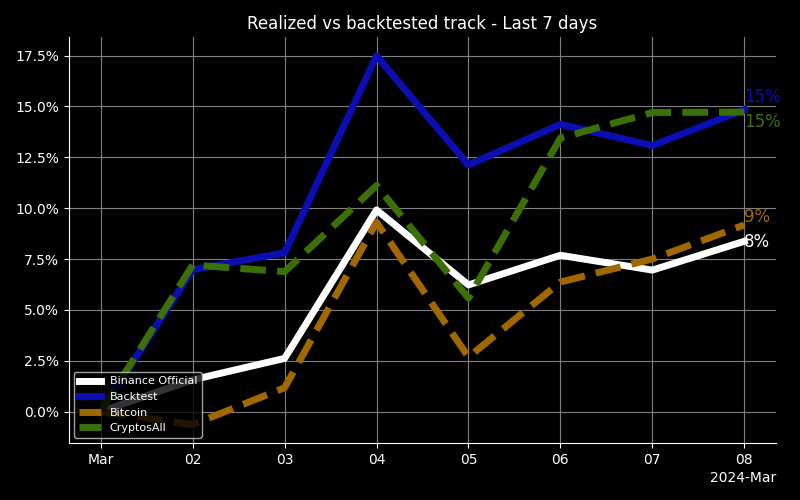 Realized vs backtested track - Last 7 days
17.5%
15.0%
12.5%
10.0%
7.5%
5.0%
2.5%
0.0%
15%
15%
9%
8%
Binance Official
Backtest
Bitcoin
CryptosAll
Mar 02 03 04 05 06 07 08
2024-Mar